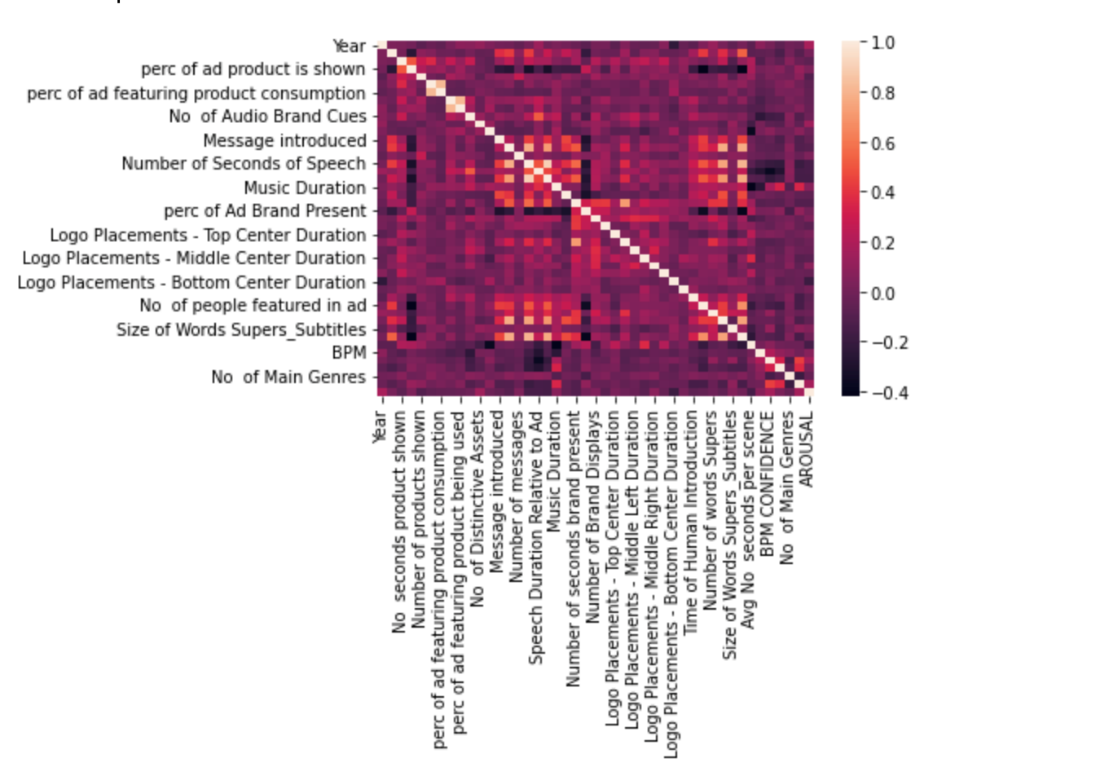 Year
perc of ad product is shown
perc of ad featuring product consumption
No of Audio Brand Cues
Message introduced
Number of Seconds of Speech
Music Duration
perc of Ad Brand Present
Logo Placements - Top Center Duration
Logo Placements - Middle Center Duration
Logo Placements - Bottom Center Duration
No of people featured in ad
Size of Words Supers_Subtitles
BPM
No of Main Genres
1.0
0.8
0.6
0.4
0.2
0.0
−0.2
−0.4
Year
No seconds product shown
Number of products shown
perc of ad featuring product consumption
perc of ad featuring product being used
No of Distinctive Assets
Message introduced
Number of messages
Speech Duration Relative to Ad
Music Duration
Number of seconds brand present
Number of Brand Displays
Logo Placements - Top Center Duration
Logo Placements - Middle Left Duration
Logo Placements - Middle Right Duration
Logo Placements - Bottom Center Duration
Time of Human Introduction
Number of words Supers
Size of Words Supers_Subtitles
Avg No seconds per scene
BPM CONFIDENCE
No of Main Genres
AROUSAL